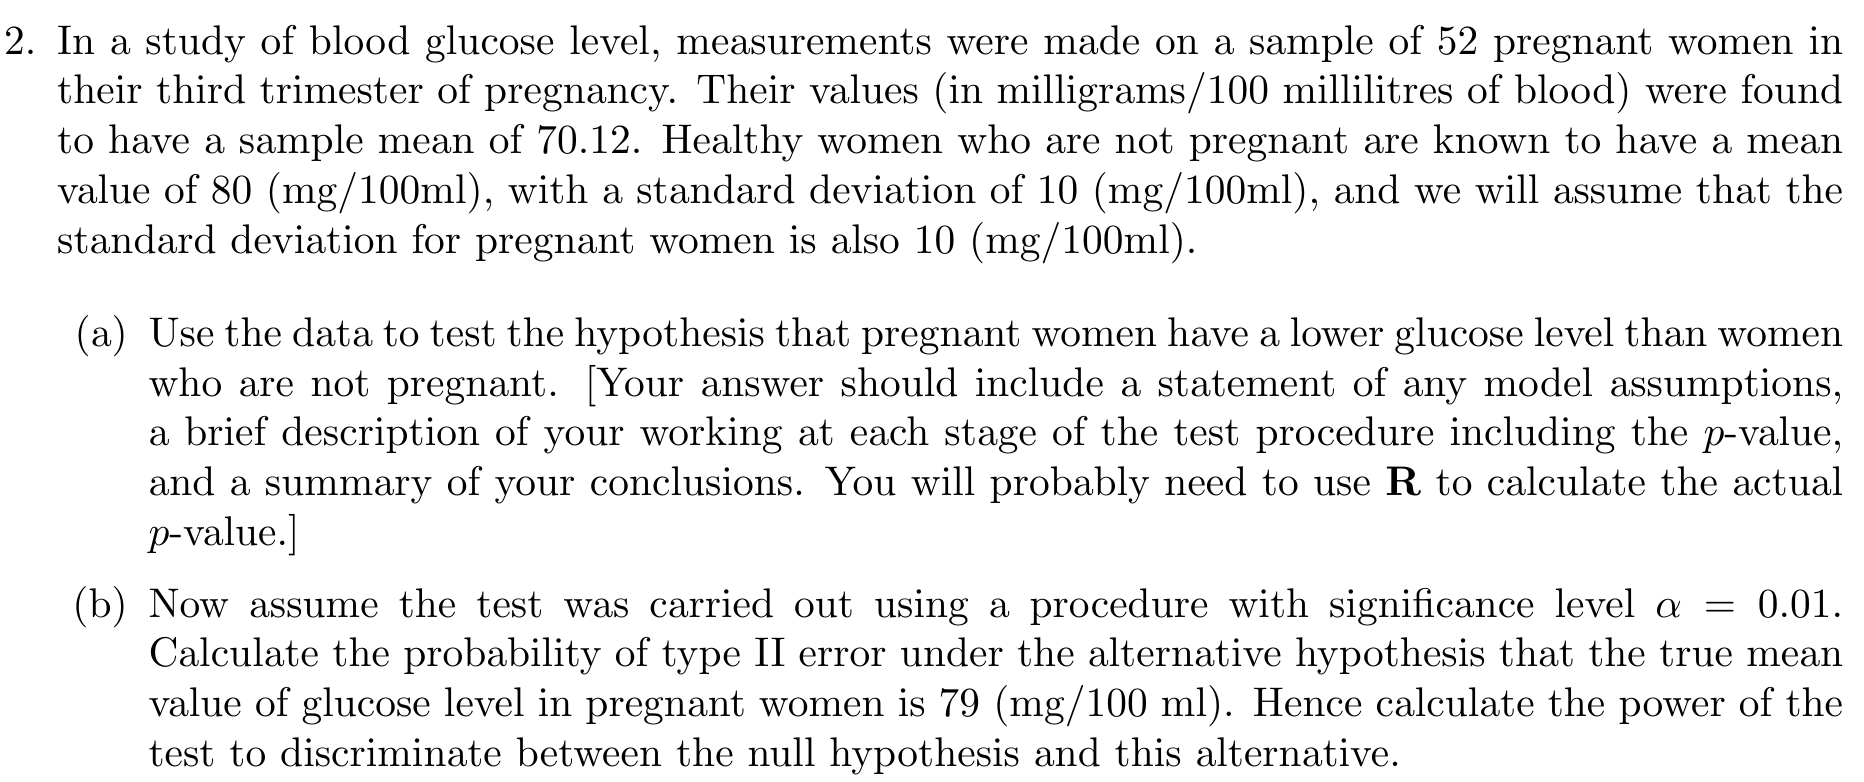 2. In a study of blood glucose level, measurements were made on a sample of 52 pregnant women in
their third trimester of pregnancy. Their values (in milligrams/100 millilitres of blood) were found
to have a sample mean of 70.12. Healthy women who are not pregnant are known to have a mean
value of 80 (mg/100ml), with a standard deviation of 10 (mg/100ml), and we will assume that the
standard deviation for pregnant women is also 10 (mg/100ml).
(a) Use the data to test the hypothesis that pregnant women have a lower glucose level than women
who are not pregnant. [Your answer should include a statement of any model assumptions,
a brief description of your working at each stage of the test procedure including the p-value,
and a summary of your conclusions. You will probably need to use R to calculate the actual
p-value.]
(b) Now assume the test was carried out using a procedure with significance level α = 0.01.
Calculate the probability of type II error under the alternative hypothesis that the true mean
value of glucose level in pregnant women is 79 (mg/100 ml). Hence calculate the power of the
test to discriminate between the null hypothesis and this alternative.